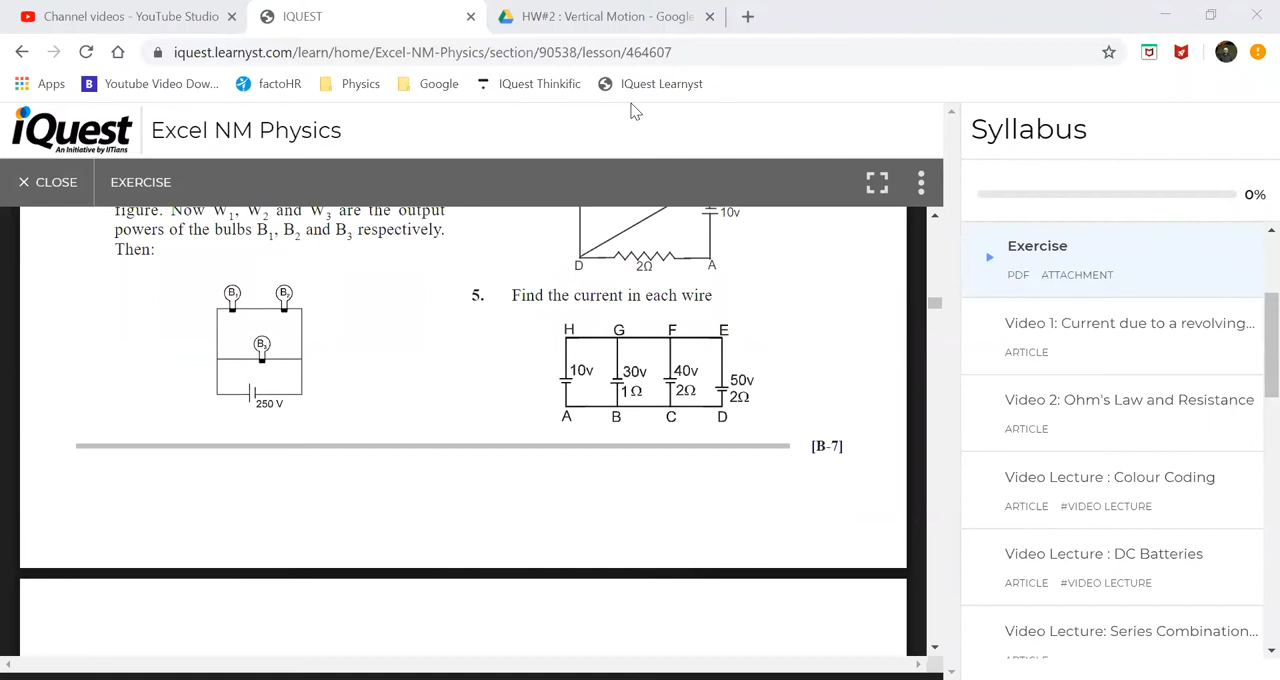 Channel videos - YouTube Studio
IQUEST
HW#2 : Vertical Motion - Google
iquest.learnyst.com/learn/home/Excel-NM-Physics/section/90538/lesson/464607
Apps
B
Youtube Video Dow...
factoHR
Physics
Google
IQuest Thinkific
IQuest Learnyst
iQuest
An Initiative by IITians
Excel NM Physics
Syllabus
CLOSE
EXERCISE
0%
figure. Now W1, W2 and W3 are the output
powers of the bulbs B1, B2 and B3 respectively.
Then:
B1
B3
250 V
10v
D
2Ω
A
5. Find the current in each wire
H G F E
10v
30v
1Ω
40v
2Ω
50v
2Ω
A B C D
[B-7]
Exercise
PDF ATTACHMENT
Video 1: Current due to a revolving...
ARTICLE
Video 2: Ohm's Law and Resistance
ARTICLE
Video Lecture : Colour Coding
ARTICLE #VIDEO LECTURE
Video Lecture : DC Batteries
ARTICLE #VIDEO LECTURE
Video Lecture: Series Combination...